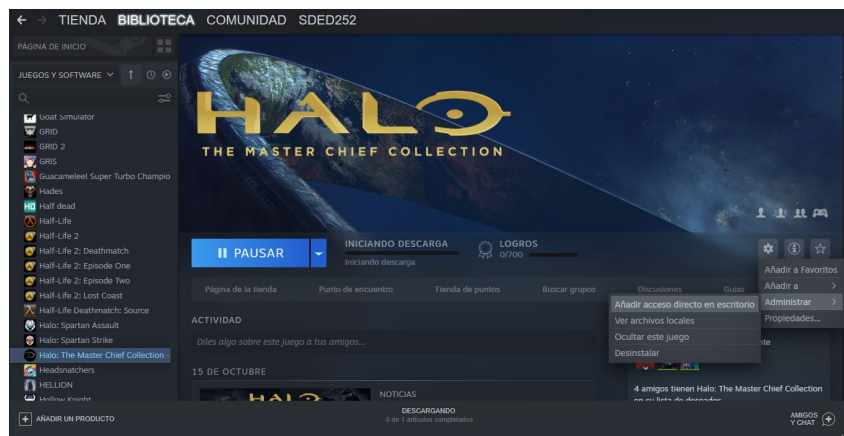 TIENDA BIBLIOTECA COMUNIDAD SDED252
PÁGINA DE INICIO
JUEGOS Y SOFTWARE
Goat Simulator
GRID
GRID 2
GRIS
Guacamelee! Super Turbo Champio
Hades
Half dead
Half-Life
Half-Life 2
Half-Life 2: Deathmatch
Half-Life 2: Episode One
Half-Life 2: Episode Two
Half-Life 2: Lost Coast
Half-Life Deathmatch: Source
Halo: Spartan Assault
Halo: Spartan Strike
Halo: The Master Chief Collection -
Headsnatchers
HELLION
Hollow Knight
AÑADIR UN PRODUCTO
HALO
THE MASTER CHIEF COLLECTION
PAUSAR
INICIANDO DESCARGA
Iniciando descarga
LOGROS
0/700
Página de la tienda Punto de encuentro Tienda de puntos Buscar grupos Discusiones Guías
Añadir a Favoritos
Añadir a
Administrar
Propiedades...
Añadir acceso directo en escritorio
Ver archivos locales
Ocultar este juego
Desinstalar
ACTIVIDAD
Diles algo sobre este juego a tus amigos...
15 DE OCTUBRE
NOTICIAS
HALO
4 amigos tienen Halo: The Master Chief Collection
en su lista de deseados
DESCARGANDO
0 de 1 artículos completados
AMIGOS
Y CHAT